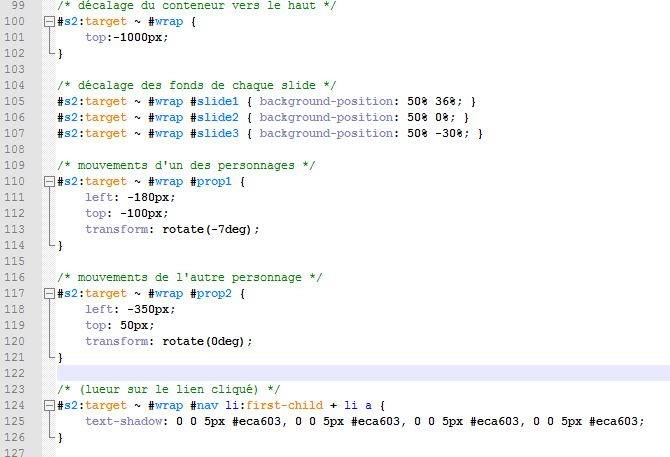 99 /* décalage du conteneur vers le haut */
100 #s2:target ~ #wrap {
101 top:-1000px;
102 }
103
104 /* décalage des fonds de chaque slide */
105 #s2:target ~ #wrap #slide1 { background-position: 50% 36%; }
106 #s2:target ~ #wrap #slide2 { background-position: 50% 0%; }
107 #s2:target ~ #wrap #slide3 { background-position: 50% -30%; }
108
109 /* mouvements d'un des personnages */
110 #s2:target ~ #wrap #prop1 {
111 left: -180px;
112 top: -100px;
113 transform: rotate(-7deg);
114 }
115
116 /* mouvements de l'autre personnage */
117 #s2:target ~ #wrap #prop2 {
118 left: -350px;
119 top: 50px;
120 transform: rotate(0deg);
121 }
122
123 /* (lueur sur le lien cliqué) */
124 #s2:target ~ #wrap #nav li:first-child + li a {
125 text-shadow: 0 0 5px #eca603, 0 0 5px #eca603, 0 0 5px #eca603, 0 0 5px #eca603;
126 }
127